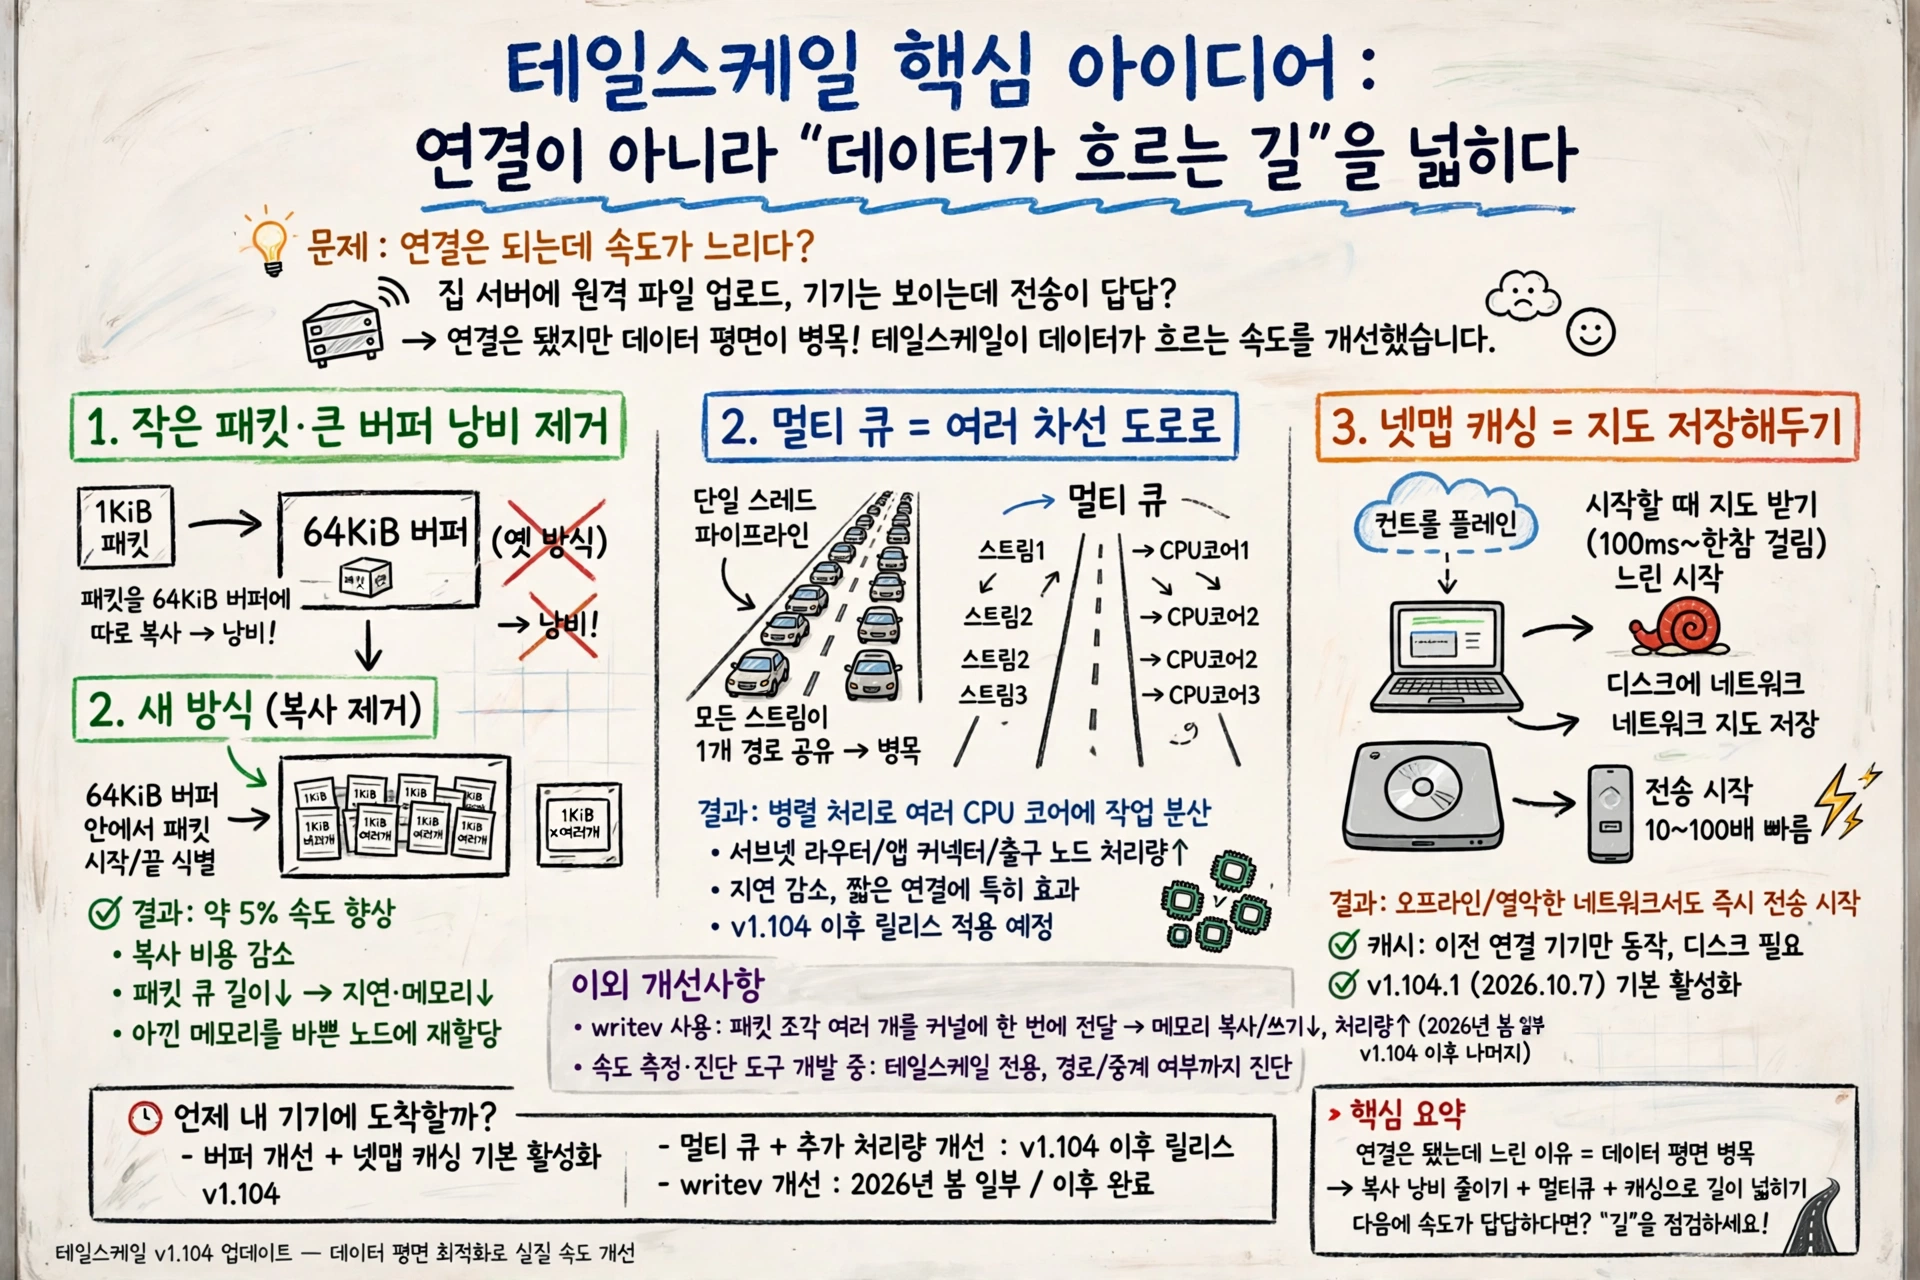 테일스케일 핵심 아이디어 :
연결이 아니라 “데이터가 흐르는 길”을 넓히다
문제 : 연결은 되는데 속도가 느리다?
집 서버에 원격 파일 업로드, 기기는 보이는데 전송이 답답?
→ 연결은 됐지만 데이터 평면이 병목! 테일스케일이 데이터가 흐르는 속도를 개선했습니다.
1. 작은 패킷·큰 버퍼 낭비 제거
1KiB
패킷
64KiB 버퍼
패킷
(옛 방식)
→ 낭비!
패킷을 64KiB 버퍼에
따로 복사 → 낭비!
2. 새 방식 (복사 제거)
64KiB 버퍼
안에서 패킷
시작/끝 식별
1KiB
1KiB
1KiB
1KiB
1KiB
1KiB
여러개
1KiB
여러개
1KiB
여러개
1KiB
x여러개
결과: 약 5% 속도 향상
• 복사 비용 감소
• 패킷 큐 길이↓ → 지연·메모리↓
• 아낀 메모리를 바쁜 노드에 재할당
2. 멀티 큐 = 여러 차선 도로로
단일 스레드
파이프라인
모든 스트림이
1개 경로 공유 → 병목
→ 멀티 큐
스트림1
스트림2
스트림2
스트림3
→ CPU코어1
→ CPU코어2
→ CPU코어2
→ CPU코어3
결과: 병렬 처리로 여러 CPU 코어에 작업 분산
• 서브넷 라우터/앱 커넥터/출구 노드 처리량↑
• 지연 감소, 짧은 연결에 특히 효과
• v1.104 이후 릴리스 적용 예정
3. 넷맵 캐싱 = 지도 저장해두기
컨트롤 플레인
시작할 때 지도 받기
(100ms~한참 걸림)
느린 시작
디스크에 네트워크
네트워크 지도 저장
전송 시작
10~100배 빠름
결과: 오프라인/열악한 네트워크서도 즉시 전송 시작
캐시: 이전 연결 기기만 동작, 디스크 필요
v1.104.1 (2026.10.7) 기본 활성화
이외 개선사항
• writev 사용: 패킷 조각 여러 개를 커널에 한 번에 전달 → 메모리 복사/쓰기↓, 처리량↑ (2026년 봄 일부
v1.104 이후 나머지)
• 속도 측정·진단 도구 개발 중: 테일스케일 전용, 경로/중계 여부까지 진단
언제 내 기기에 도착할까?
- 버퍼 개선 + 넷맵 캐싱 기본 활성화
v1.104
- 멀티 큐 + 추가 처리량 개선 : v1.104 이후 릴리스
- writev 개선 : 2026년 봄 일부 / 이후 완료
› 핵심 요약
연결은 됐는데 느린 이유 = 데이터 평면 병목
→ 복사 낭비 줄이기 + 멀티큐 + 캐싱으로 길이 넓히기
다음에 속도가 답답하다면? “길”을 점검하세요!
테일스케일 v1.104 업데이트 — 데이터 평면 최적화로 실질 속도 개선